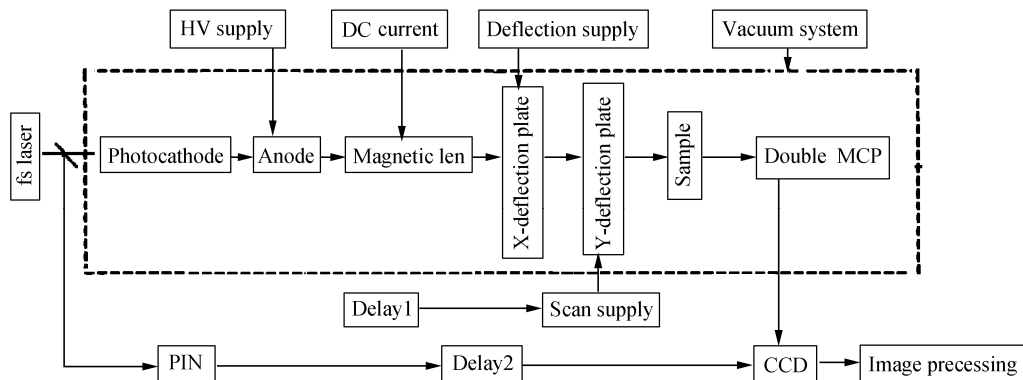 HV supply
DC current
Deflection supply
Vacuum system
fs laser
Photocathode
Anode
Magnetic len
X-deflection plate
Y-deflection plate
Sample
Double MCP
Delay1
Scan supply
PIN
Delay2
CCD
Image precessing